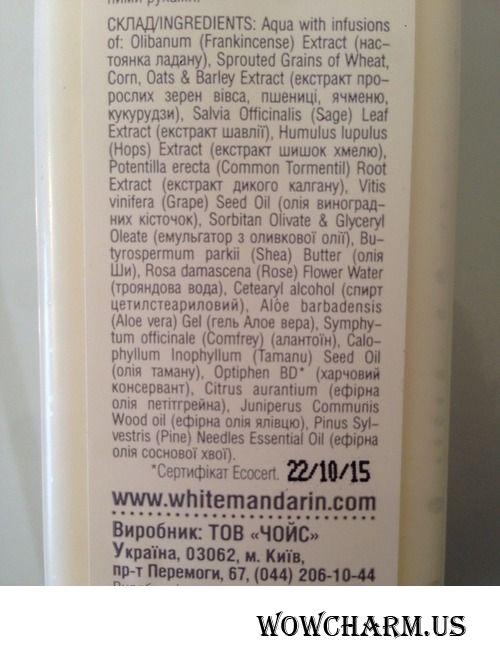 ними руками.
СКЛАД/INGREDIENTS: Aqua with infusions
of: Olibanum (Frankincense) Extract (нас-
тоянка ладану), Sprouted Grains of Wheat,
Corn, Oats & Barley Extract (екстракт про-
рослих зерен вівса, пшениці, ячменю,
кукурудзи), Salvia Officinalis (Sage) Leaf
Extract (екстракт шавлії), Humulus lupulus
(Hops) Extract (екстракт шишок хмелю),
Potentilla erecta (Common Tormentil) Root
Extract (екстракт дикого калгану), Vitis
vinifera (Grape) Seed Oil (олія виноград-
них кісточок), Sorbitan Olivate & Glyceryl
Oleate (емульгатор з оливкової олії), Bu-
tyrospermum parkii (Shea) Butter (олія
Ши), Rosa damascena (Rose) Flower Water
(трояндова вода), Cetearyl alcohol (спирт
цетилстеариловий), Aloe barbadensis
(Aloe vera) Gel (гель Алое вера), Symphy-
tum officinale (Comfrey) (алантоїн), Calo-
phyllum Inophyllum (Tamanu) Seed Oil
(олія таману), Optiphen BD* (харчовий
консервант), Citrus aurantium (ефірна
олія петітгрейна), Juniperus Communis
Wood oil (ефірна олія ялівцю), Pinus Syl-
vestris (Pine) Needles Essential Oil (ефірна
олія соснової хвої).
*Сертифікат Ecocert. 22/10/15
www.whitemandarin.com
Виробник: ТОВ «ЧОЙС»
Україна, 03062, м. Київ,
пр-т Перемоги, 67, (044) 206-10-44
WOWCHARM.US